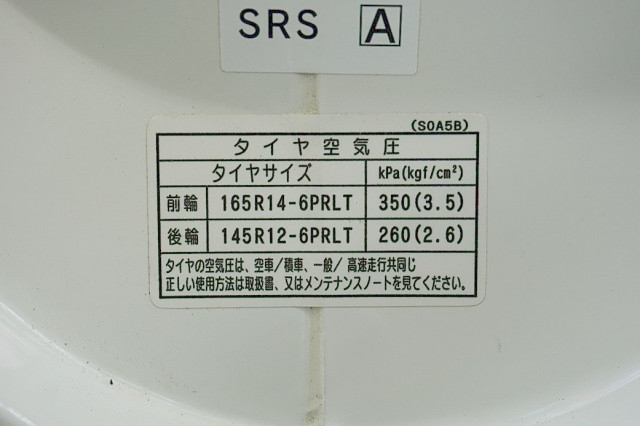 SRS A
(S0A5B)
タイヤ空気圧
タイヤサイズ kPa(kgf/cm²)
前輪 165R14-6PRLT 350(3.5)
後輪 145R12-6PRLT 260(2.6)
タイヤの空気圧は、空車/積車、一般/高速走行共同じ
正しい使用方法は取扱書、又はメンテナンスノートを見てください。